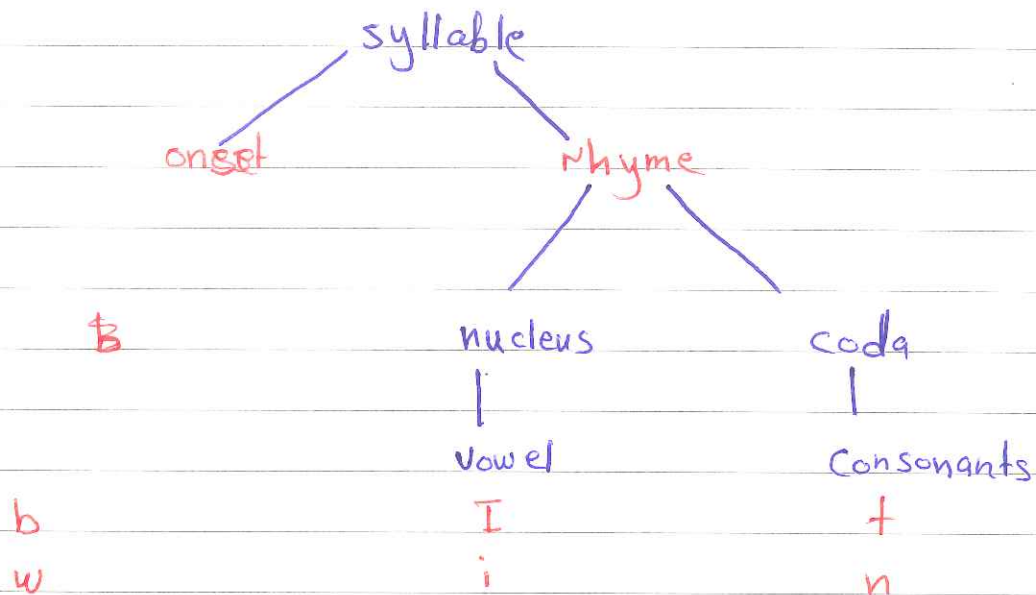 syllable
onset rhyme
B nucleus coda
vowel Consonants
b I t
w i n